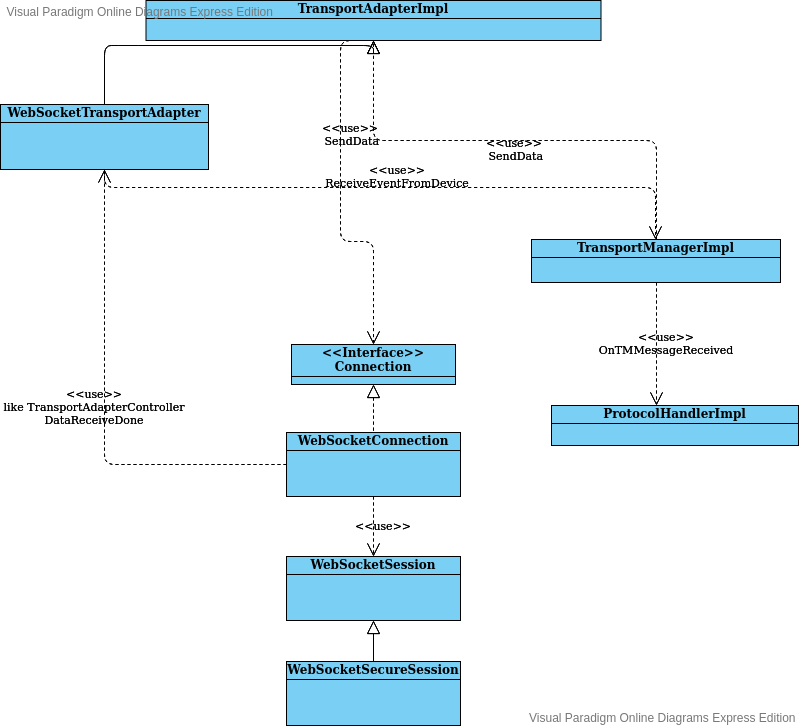 Visual Paradigm Online Diagrams Express Edition
TransportAdapterImpl
WebSocketTransportAdapter
<<use>>
SendData
<<use>>
SendData
<<use>>
ReceiveEventFromDevice
TransportManagerImpl
<<use>>
OnTMMessageReceived
<<Interface>>
Connection
<<use>>
like TransportAdapterController
DataReceiveDone
ProtocolHandlerImpl
WebSocketConnection
<<use>>
WebSocketSession
WebSocketSecureSession
Visual Paradigm Online Diagrams Express Edition